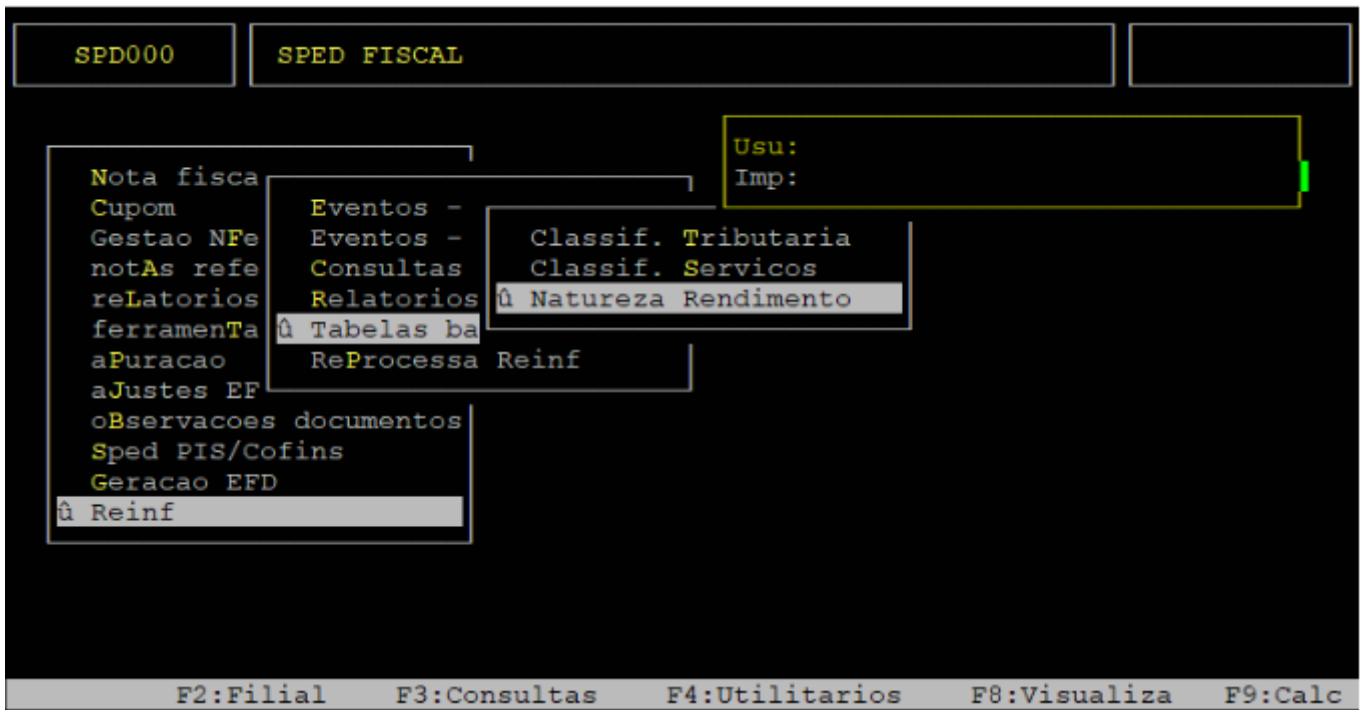 SPD000 SPED FISCAL
Usu:
Imp:
Nota fisca
Cupom
Gestao NFe
notAs refe
reLatorios
ferramenTa
aPuracao
aJustes EF
oBservacoes documentos
Sped PIS/Cofins
Geracao EFD
û Reinf
Eventos -
Eventos -
Consultas
Relatorios
û Tabelas ba
ReProcessa Reinf
Classif. Tributaria
Classif. Servicos
û Natureza Rendimento
F2:Filial F3:Consultas F4:Utilitarios F8:Visualiza F9:Calc